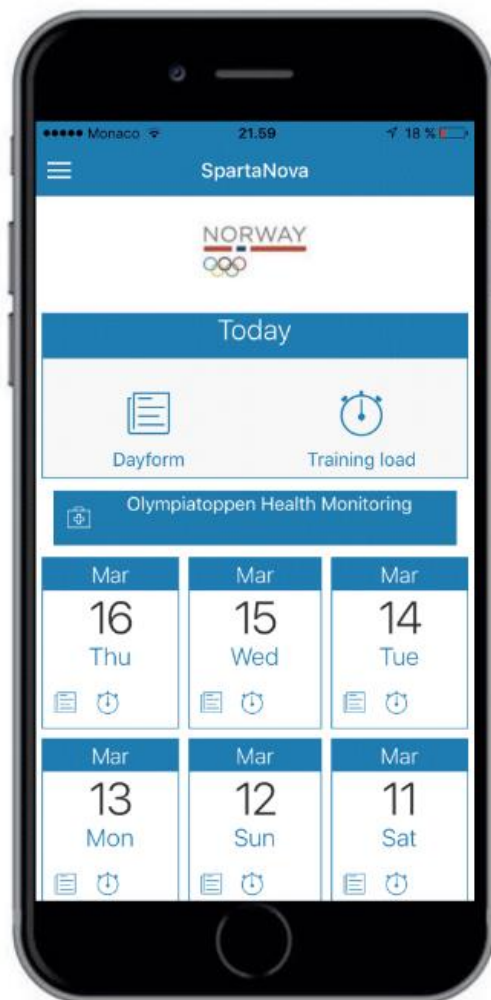 Monaco 21.59 18 %
SpartaNova
NORWAY
Today
Dayform Training load
Olympiatoppen Health Monitoring
Mar Mar Mar
16 15 14
Thu Wed Tue
Mar Mar Mar
13 12 11
Mon Sun Sat